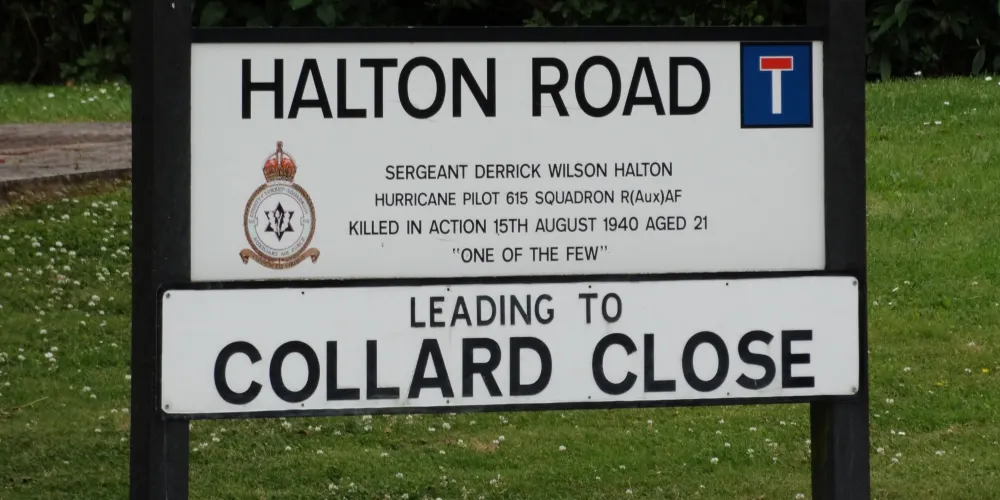 HALTON ROAD
SERGEANT DERRICK WILSON HALTON
HURRICANE PILOT 615 SQUADRON R(Aux)AF
KILLED IN ACTION 15TH AUGUST 1940 AGED 21
"ONE OF THE FEW"
LEADING TO
COLLARD CLOSE